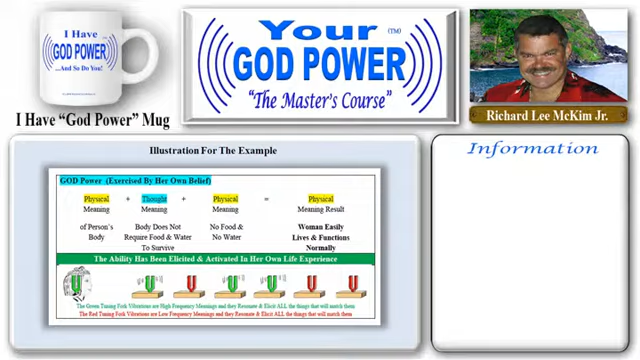 I Have
GOD POWER
...And So Do You!
I Have “God Power” Mug
Your (TM)
GOD POWER
“The Master's Course”
Richard Lee McKim Jr.
Illustration For The Example
Information
GOD Power (Exercised By Her Own Belief)
Physical + Thought + Physical = Physical
Meaning Meaning Meaning Meaning Result
of Person's Body Does Not No Food & Woman Easily
Body Require Food & Water No Water Lives & Functions
To Survive Normally
The Ability Has Been Elicited & Activated In Her Own Life Experience
The Green Tuning Fork Vibrations are High Frequency Meanings and they Resonate & Elicit ALL the things that will match them
The Red Tuning Fork Vibrations are Low Frequency Meanings and they Resonate & Elicit ALL the things that will match them